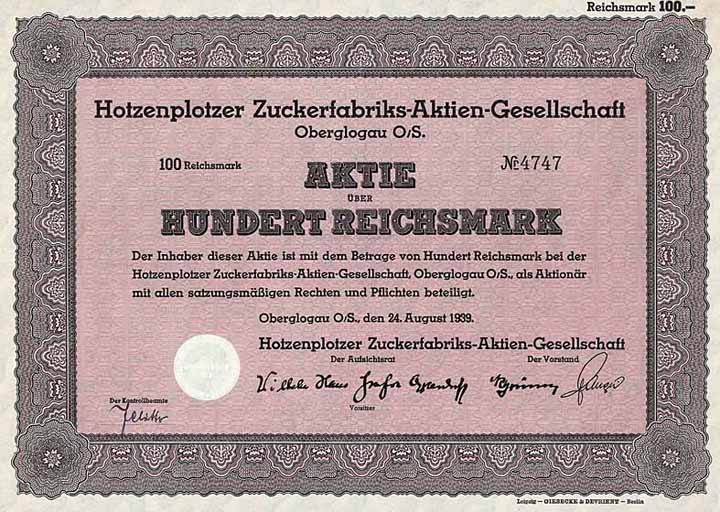 Reichsmark 100.—
Hotzenplotzer Zuckerfabriks-Aktien-Gesellschaft
Oberglogau O/S.
100 Reichsmark
№ 4747
AKTIE
ÜBER
HUNDERT REICHSMARK
Der Inhaber dieser Aktie ist mit dem Betrage von Hundert Reichsmark bei der
Hotzenplotzer Zuckerfabriks-Aktien-Gesellschaft, Oberglogau O/S., als Aktionär
mit allen satzungsmäßigen Rechten und Pflichten beteiligt.
Oberglogau O/S., den 24. August 1939.
Hotzenplotzer Zuckerfabriks-Aktien-Gesellschaft
Der Aufsichtsrat
Der Vorstand
Wilhelm Hans Graf
Vorsitzer
Der Kontrollbeamte
Leipzig — GIESECKE & DEVRIENT — Berlin